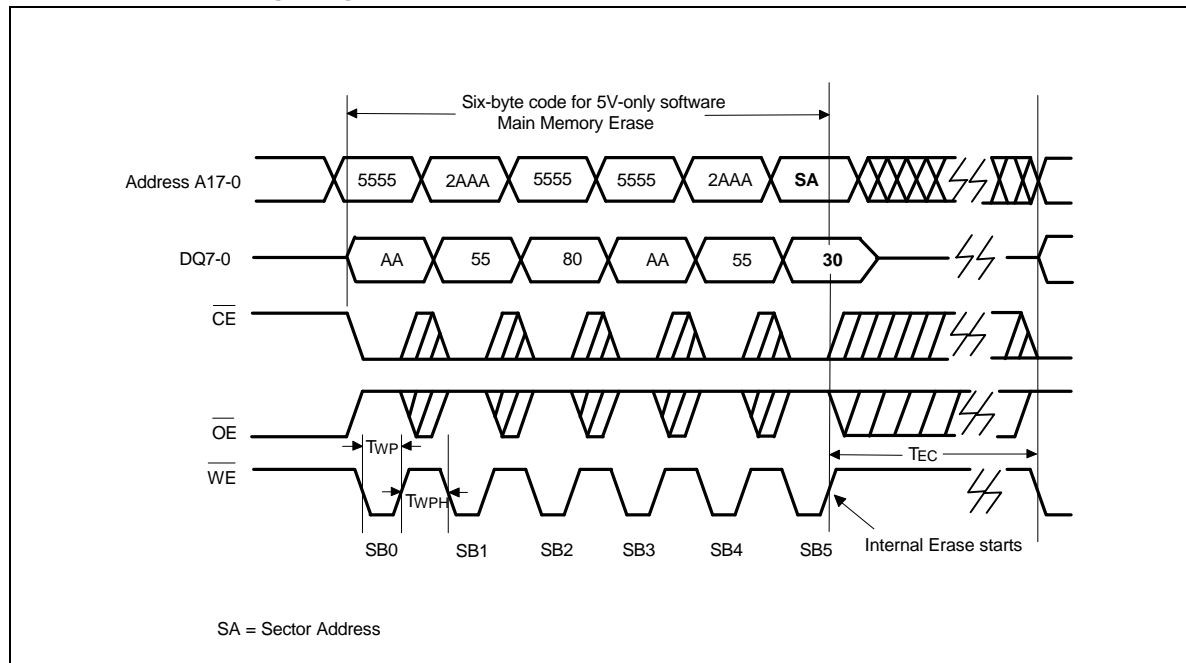 Six-byte code for 5V-only software
Main Memory Erase
Address A17-0
5555
2AAA
5555
5555
2AAA
SA
DQ7-0
AA
55
80
AA
55
30
CE
OE
TWP
TEC
WE
TWPH
SB0
SB1
SB2
SB3
SB4
SB5
Internal Erase starts
SA = Sector Address